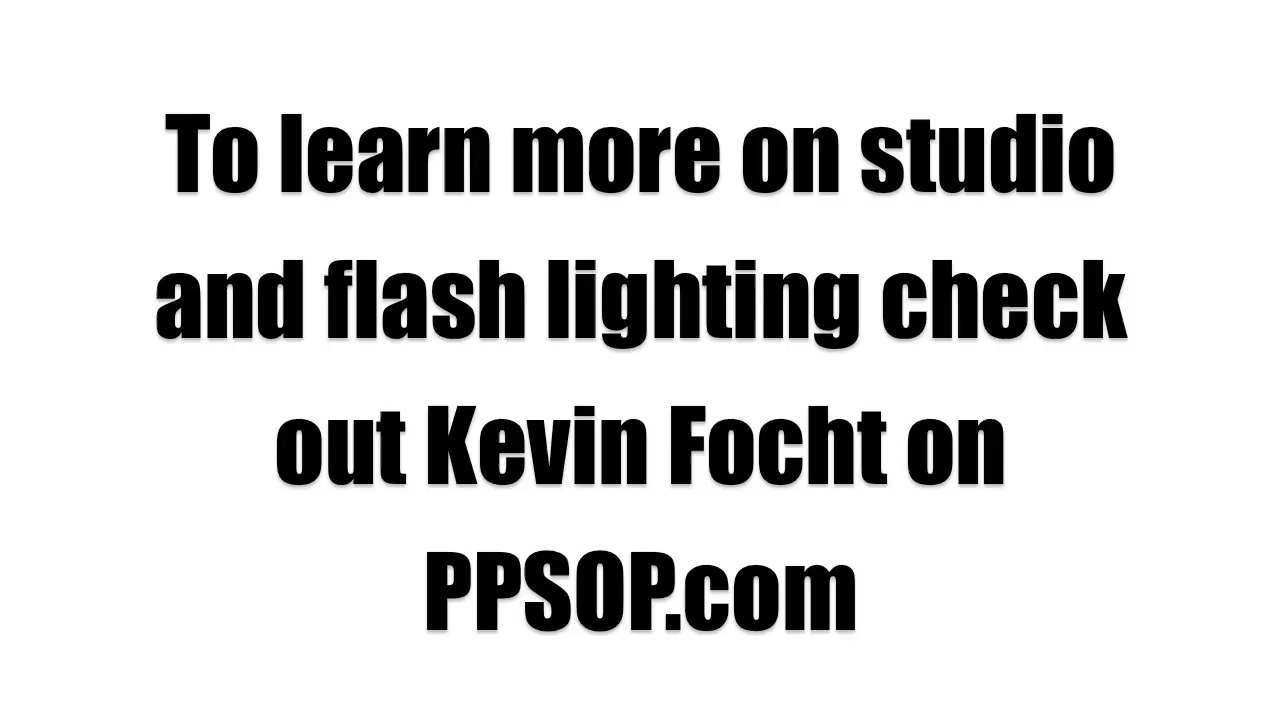 To learn more on studio
and flash lighting check
out Kevin Focht on
PPSOP.com